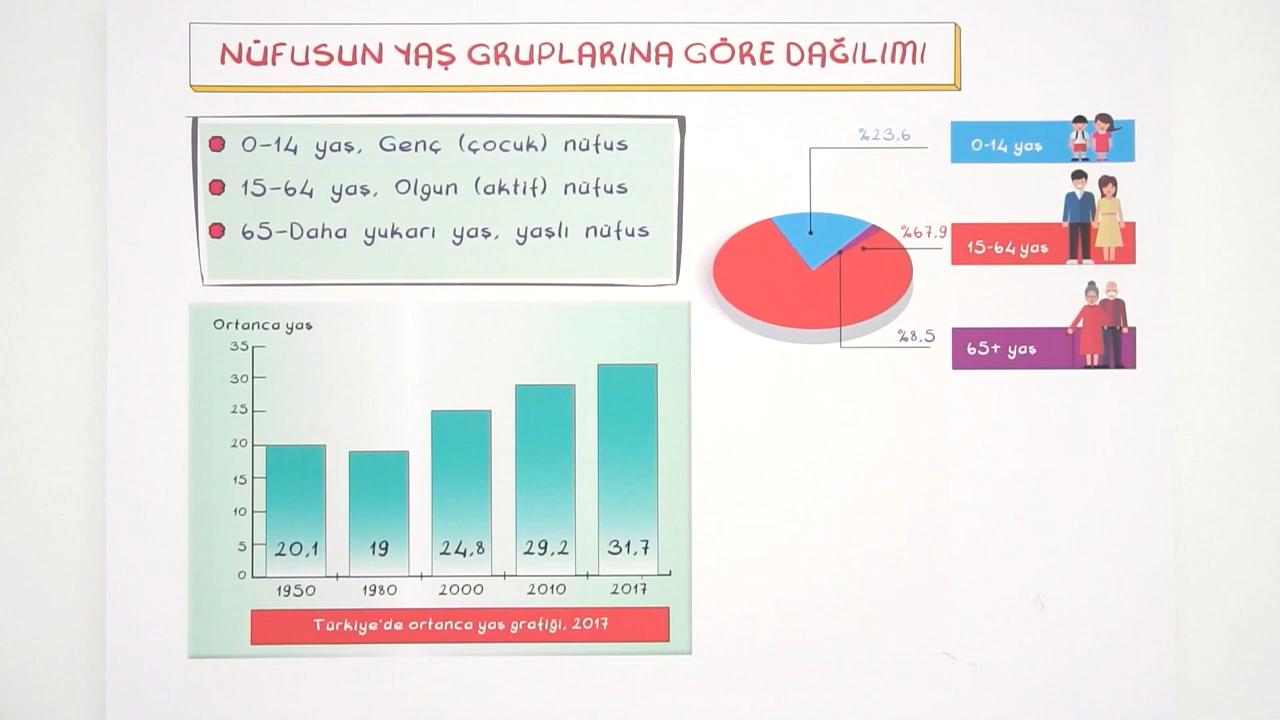 NÜFUSUN YAŞ GRUPLARINA GÖRE DAĞILIMI
0-14 yaş, Genç (çocuk) nüfus
15-64 yaş, Olgun (aktif) nüfus
65-Daha yukarı yaş, yaşlı nüfus
%23,6
0-14 yaş
%67,9
15-64 yaş
%8,5
65+ yaş
Ortanca yaş
35
30
25
20
15
10
5
0
20,1
19
24,8
29,2
31,7
1950
1980
2000
2010
2017
Türkiye'de ortanca yaş grafiği, 2017